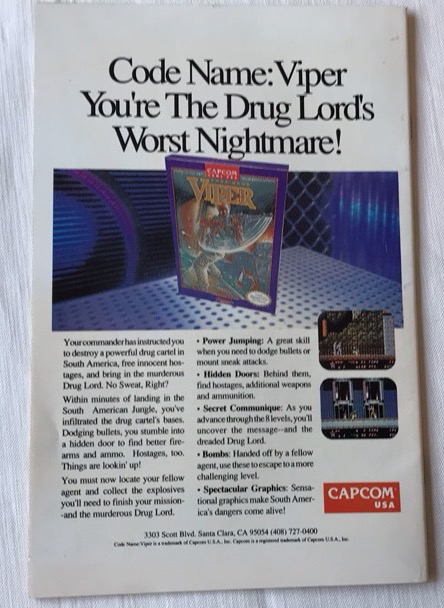 Code Name: Viper
You're The Drug Lord's
Worst Nightmare!
CAPCOM
VIPER
Your commander has instructed you
to destroy a powerful drug cartel in
South America, free innocent hos-
tages, and bring in the murderous
Drug Lord. No Sweat, Right?
Within minutes of landing in the
South American Jungle, you've
infiltrated the drug cartel's bases.
Dodging bullets, you stumble into
a hidden door to find better fire-
arms and ammo. Hostages, too.
Things are lookin' up!
You must now locate your fellow
agent and collect the explosives
you'll need to finish your mission-
-and the murderous Drug Lord.
• Power Jumping: A great skill
when you need to dodge bullets or
mount sneak attacks.
• Hidden Doors: Behind them,
find hostages, additional weapons
and ammunition.
• Secret Communique: As you
advance through the 8 levels, you'll
uncover the message--and the
dreaded Drug Lord.
• Bombs: Handed off by a fellow
agent, use these to escape to a more
challenging level.
• Spectacular Graphics: Sensa-
tional graphics make South Amer-
ica's dangers come alive!
CAPCOM
USA
3303 Scott Blvd. Santa Clara, CA 95054 (408) 727-0400
Code Name: Viper is a trademark of Capcom U.S.A., Inc. Capcom is a registered trademark of Capcom U.S.A., Inc.